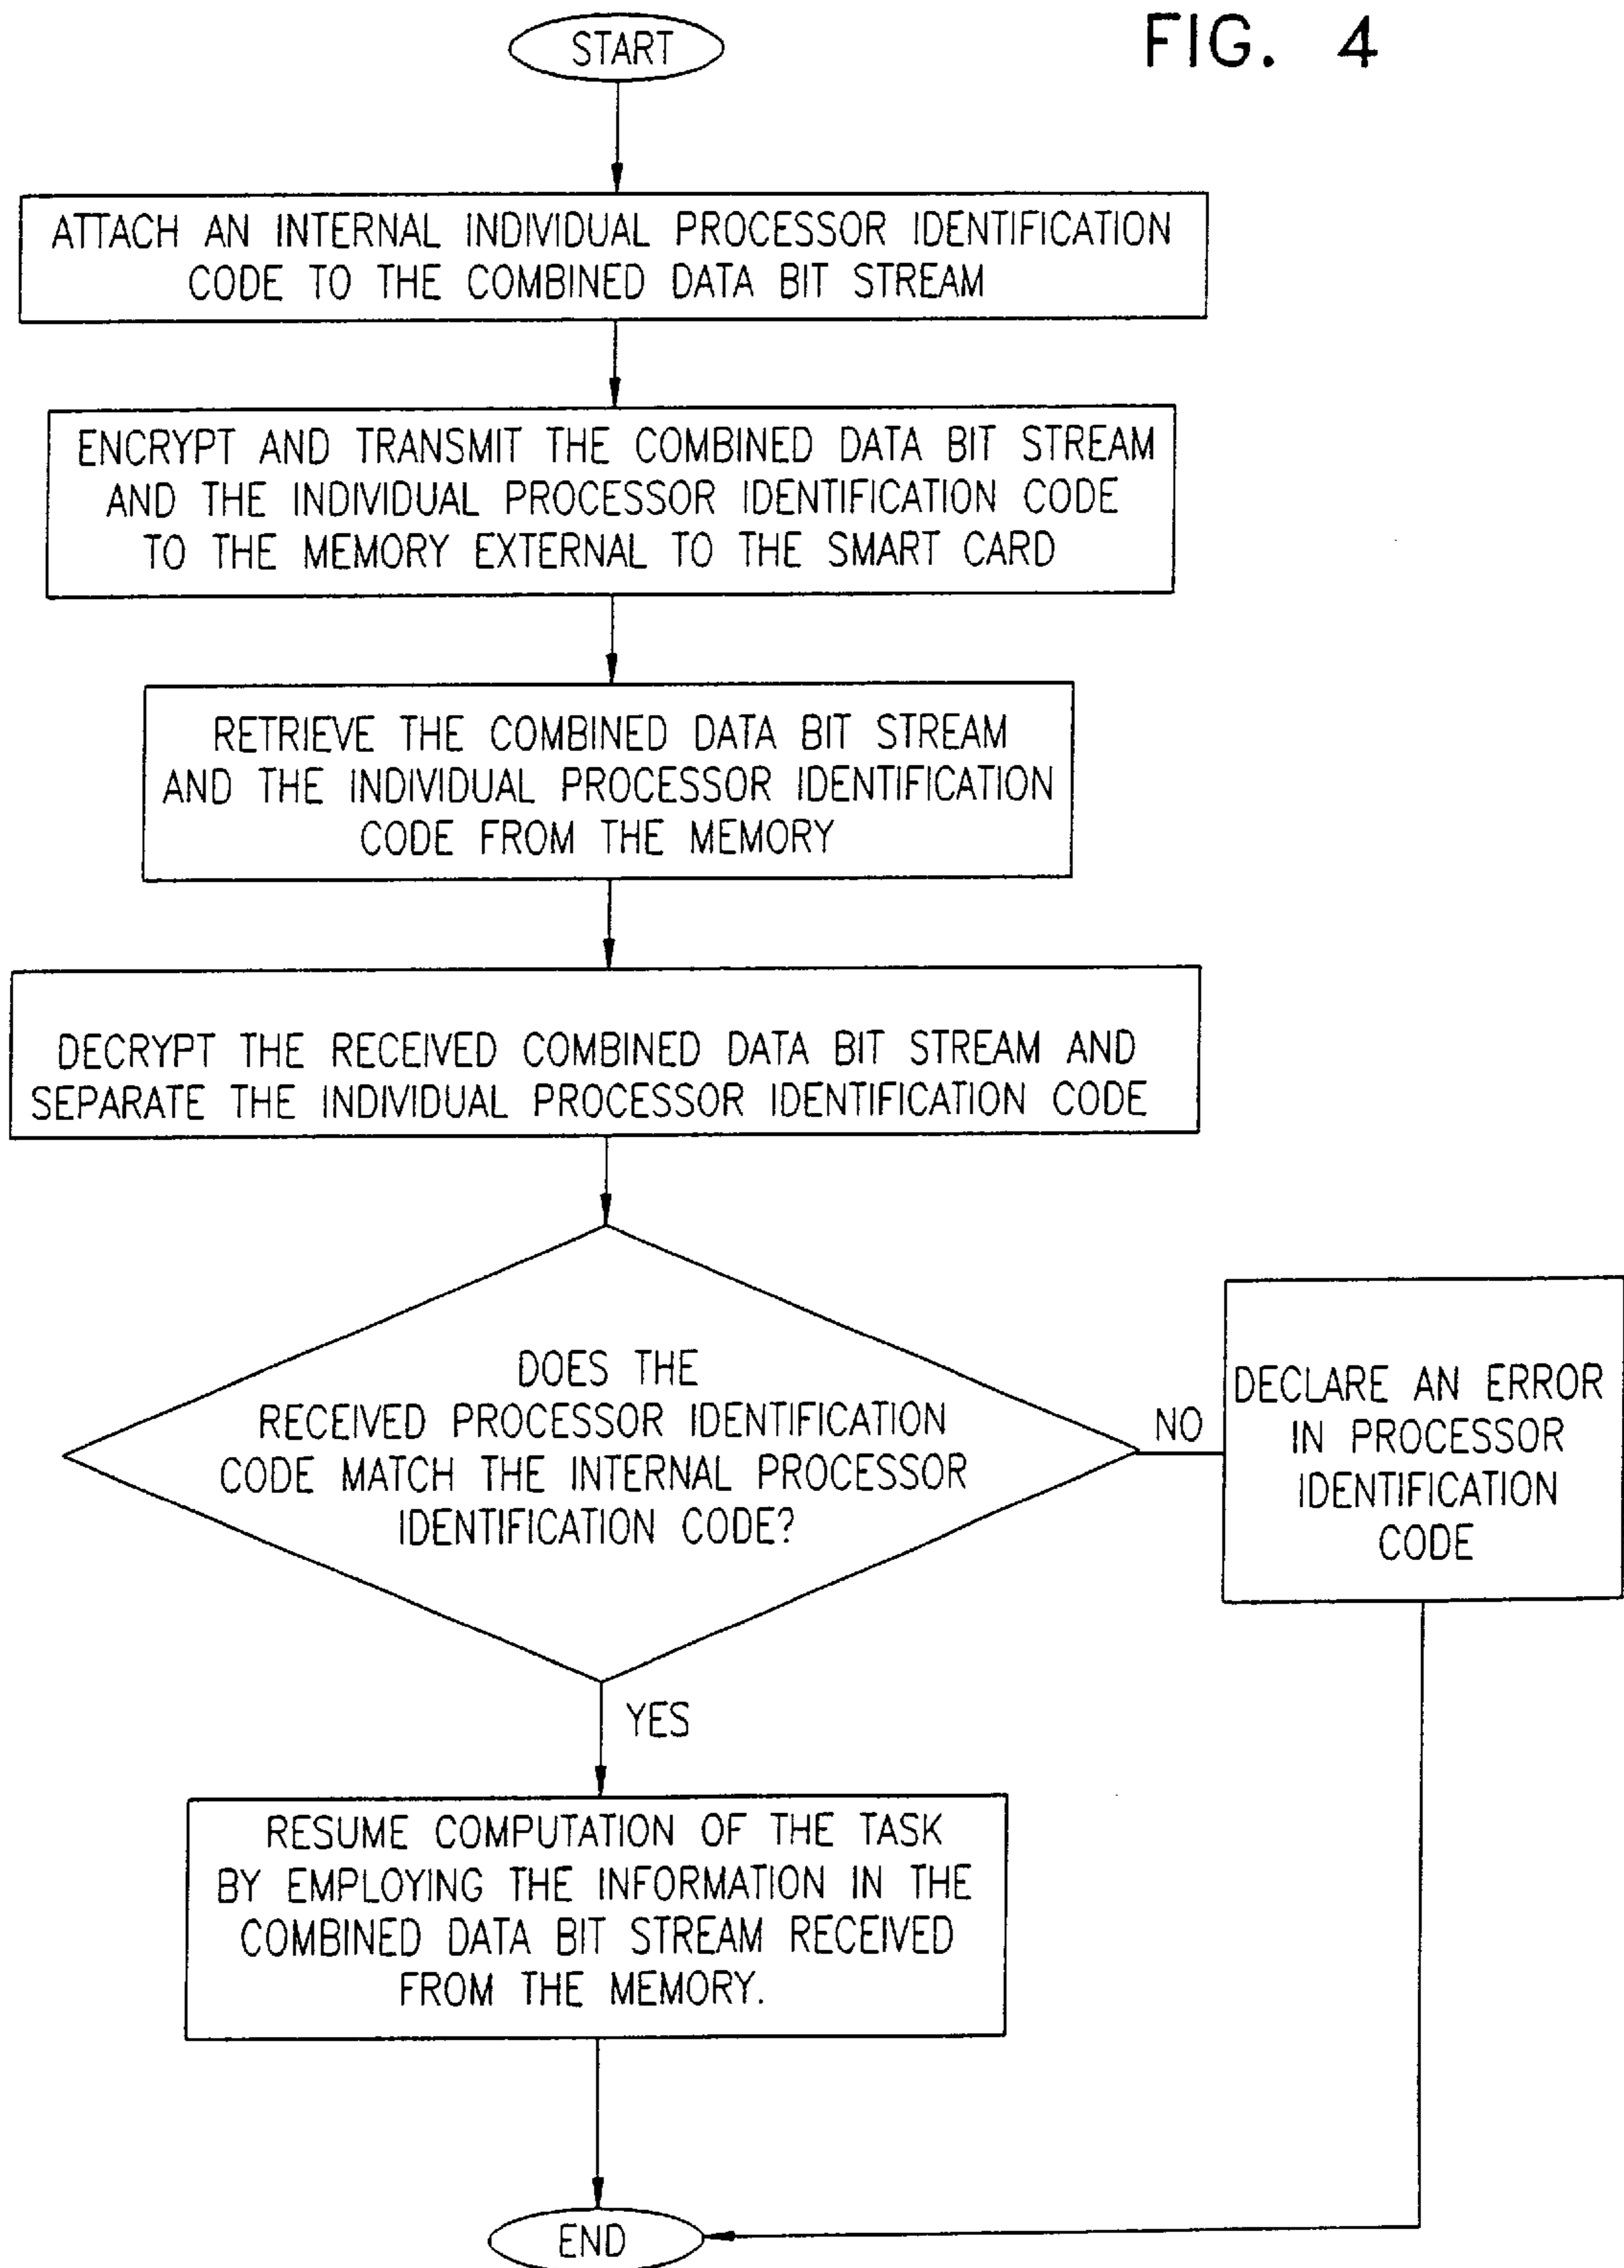 FIG. 4
START
ATTACH AN INTERNAL INDIVIDUAL PROCESSOR IDENTIFICATION
CODE TO THE COMBINED DATA BIT STREAM
ENCRYPT AND TRANSMIT THE COMBINED DATA BIT STREAM
AND THE INDIVIDUAL PROCESSOR IDENTIFICATION CODE
TO THE MEMORY EXTERNAL TO THE SMART CARD
RETRIEVE THE COMBINED DATA BIT STREAM
AND THE INDIVIDUAL PROCESSOR IDENTIFICATION
CODE FROM THE MEMORY
DECRYPT THE RECEIVED COMBINED DATA BIT STREAM AND
SEPARATE THE INDIVIDUAL PROCESSOR IDENTIFICATION CODE
DOES THE
RECEIVED PROCESSOR IDENTIFICATION
CODE MATCH THE INTERNAL PROCESSOR
IDENTIFICATION CODE?
NO
DECLARE AN ERROR
IN PROCESSOR
IDENTIFICATION
CODE
YES
RESUME COMPUTATION OF THE TASK
BY EMPLOYING THE INFORMATION IN THE
COMBINED DATA BIT STREAM RECEIVED
FROM THE MEMORY.
END